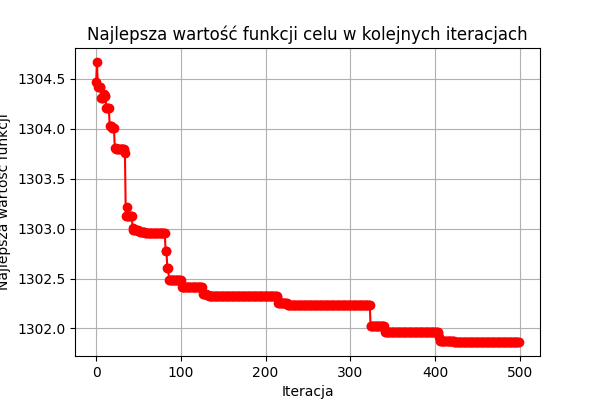 Najlepsza wartość funkcji celu w kolejnych iteracjach
Najlepsza wartość funkcji
1304.5
1304.0
1303.5
1303.0
1302.5
1302.0
0 100 200 300 400 500
Iteracja